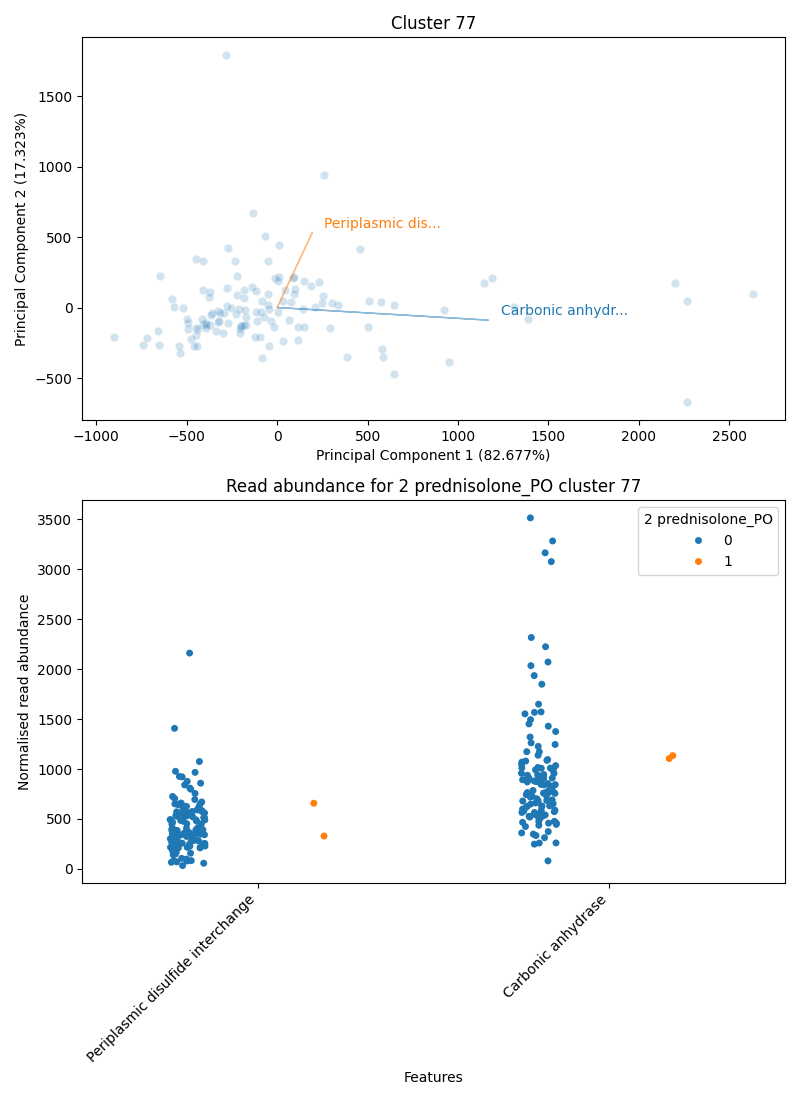 Cluster 77
Principal Component 2 (17.323%)
1500
1000
500
0
−500
Periplasmic dis...
Carbonic anhydr...
−1000
−500
0
500
1000
1500
2000
2500
Principal Component 1 (82.677%)
Read abundance for 2 prednisolone_PO cluster 77
Normalised read abundance
3500
3000
2500
2000
1500
1000
500
0
2 prednisolone_PO
0
1
Periplasmic disulfide interchange
Carbonic anhydrase
Features